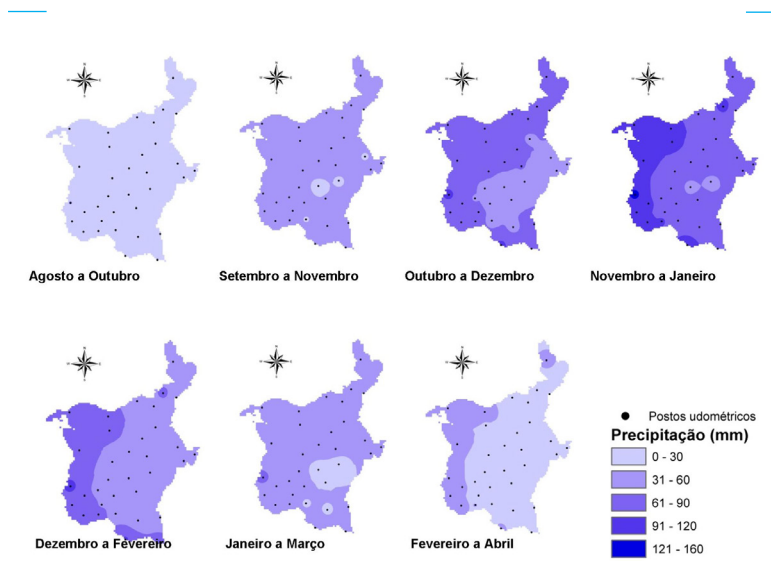 Agosto a Outubro
Setembro a Novembro
Outubro a Dezembro
Novembro a Janeiro
Dezembro a Fevereiro
Janeiro a Março
Fevereiro a Abril
Postos udométricos
Precipitação (mm)
0 - 30
31 - 60
61 - 90
91 - 120
121 - 160